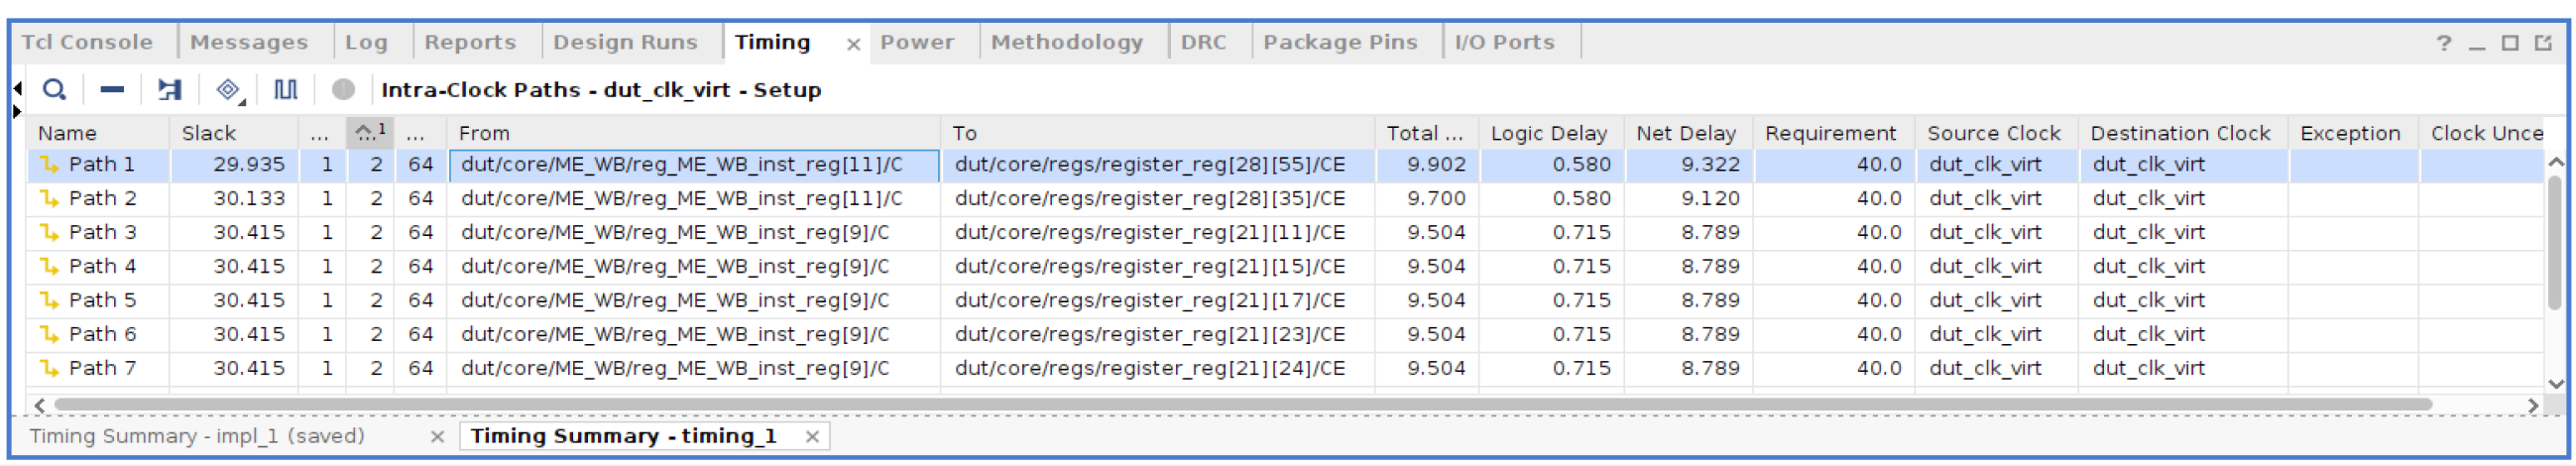 Tcl Console Messages Log Reports Design Runs Timing × Power Methodology DRC Package Pins I/O Ports ?
Intra-Clock Paths - dut_clk_virt - Setup
Name Slack ... ...1 ... From To Total ... Logic Delay Net Delay Requirement Source Clock Destination Clock Exception Clock Unce
Path 1 29.935 1 2 64 dut/core/ME_WB/reg_ME_WB_inst_reg[11]/C dut/core/regs/register_reg[28][55]/CE 9.902 0.580 9.322 40.0 dut_clk_virt dut_clk_virt
Path 2 30.133 1 2 64 dut/core/ME_WB/reg_ME_WB_inst_reg[11]/C dut/core/regs/register_reg[28][35]/CE 9.700 0.580 9.120 40.0 dut_clk_virt dut_clk_virt
Path 3 30.415 1 2 64 dut/core/ME_WB/reg_ME_WB_inst_reg[9]/C dut/core/regs/register_reg[21][11]/CE 9.504 0.715 8.789 40.0 dut_clk_virt dut_clk_virt
Path 4 30.415 1 2 64 dut/core/ME_WB/reg_ME_WB_inst_reg[9]/C dut/core/regs/register_reg[21][15]/CE 9.504 0.715 8.789 40.0 dut_clk_virt dut_clk_virt
Path 5 30.415 1 2 64 dut/core/ME_WB/reg_ME_WB_inst_reg[9]/C dut/core/regs/register_reg[21][17]/CE 9.504 0.715 8.789 40.0 dut_clk_virt dut_clk_virt
Path 6 30.415 1 2 64 dut/core/ME_WB/reg_ME_WB_inst_reg[9]/C dut/core/regs/register_reg[21][23]/CE 9.504 0.715 8.789 40.0 dut_clk_virt dut_clk_virt
Path 7 30.415 1 2 64 dut/core/ME_WB/reg_ME_WB_inst_reg[9]/C dut/core/regs/register_reg[21][24]/CE 9.504 0.715 8.789 40.0 dut_clk_virt dut_clk_virt
Timing Summary - impl_1 (saved) × Timing Summary - timing_1 ×